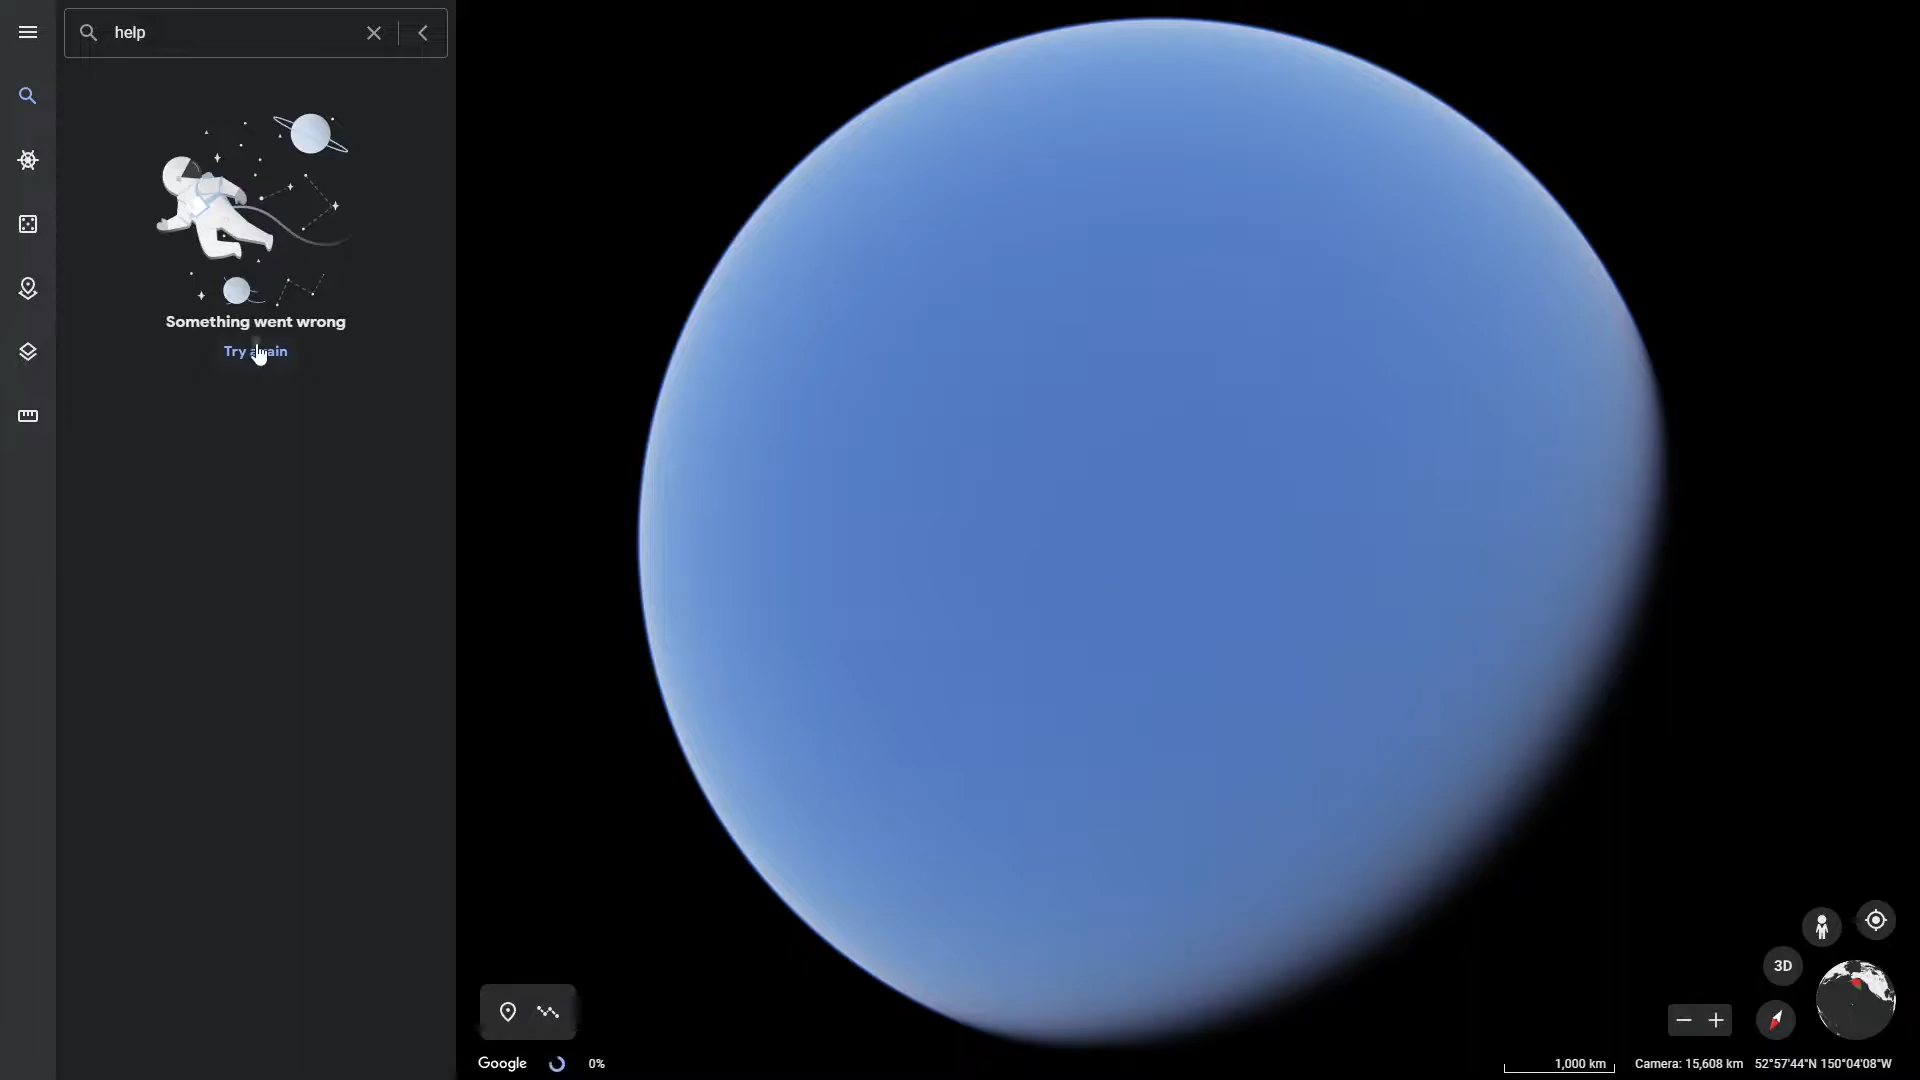 help
Something went wrong
Try again
3D
Google
0%
1,000 km
Camera: 15,608 km
52°57'44"N 150°04'08"W